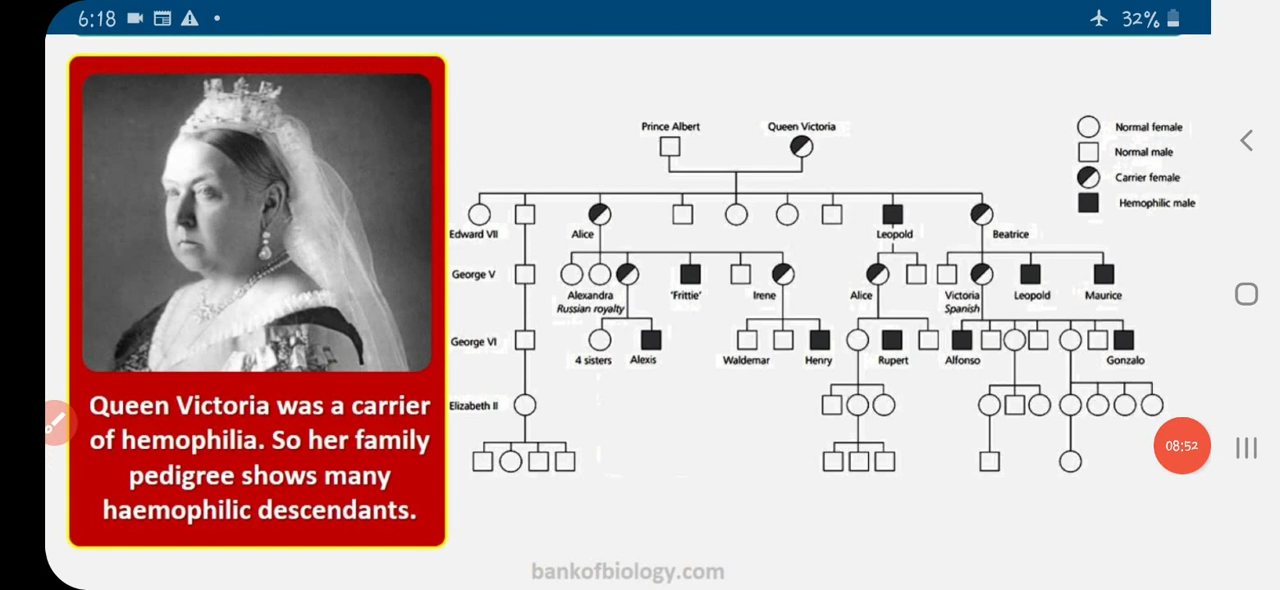 6:18
32%
Prince Albert
Queen Victoria
Normal female
Normal male
Carrier female
Hemophilic male
Edward VII
Alice
Leopold
Beatrice
George V
Alexandra
Russian royalty
'Frittie'
Irene
Alice
Victoria
Spanish
Leopold
Maurice
George VI
4 sisters
Alexis
Waldemar
Henry
Rupert
Alfonso
Gonzalo
Elizabeth II
Queen Victoria was a carrier
of hemophilia. So her family
pedigree shows many
haemophilic descendants.
08:52
bankofbiology.com